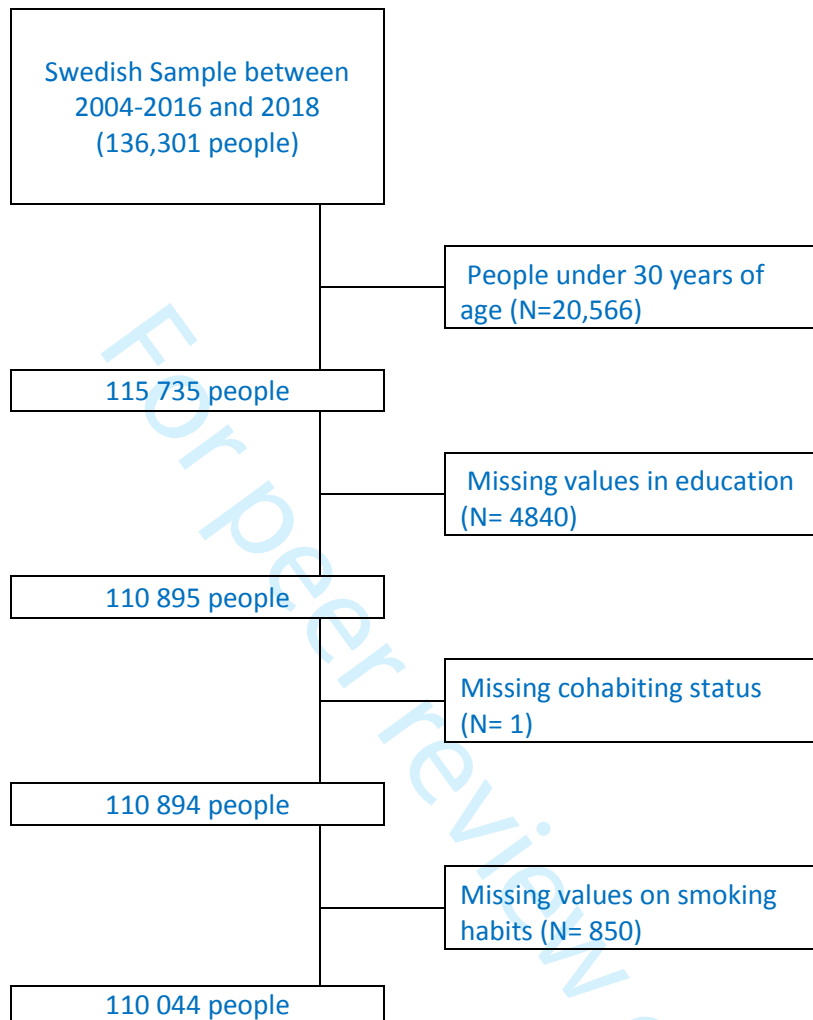 Swedish Sample between
2004-2016 and 2018
(136,301 people)
People under 30 years of
age (N=20,566)
115 735 people
Missing values in education
(N= 4840)
110 895 people
Missing cohabiting status
(N= 1)
110 894 people
Missing values on smoking
habits (N= 850)
110 044 people
For peer review